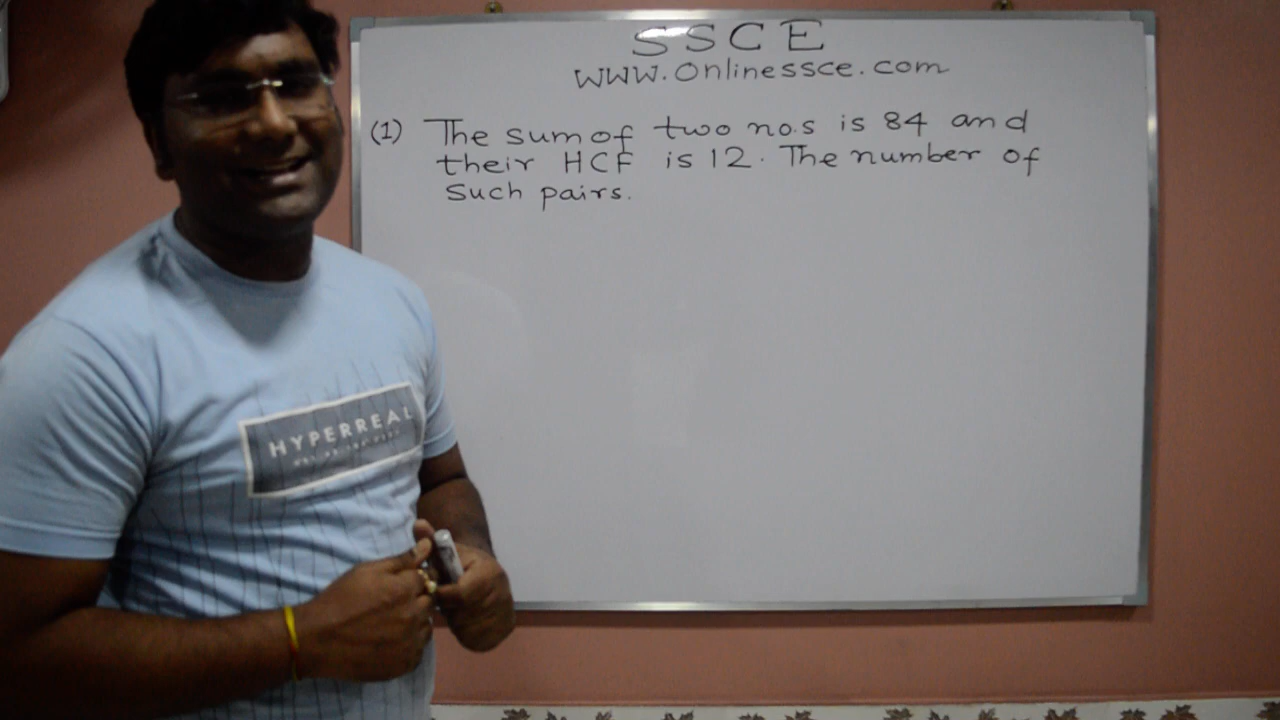 SSCE
WWW.Onlinessce.com
(1) The sum of two no.s is 84 and
their HCF is 12. The number of
Such pairs.
HYPERREAL